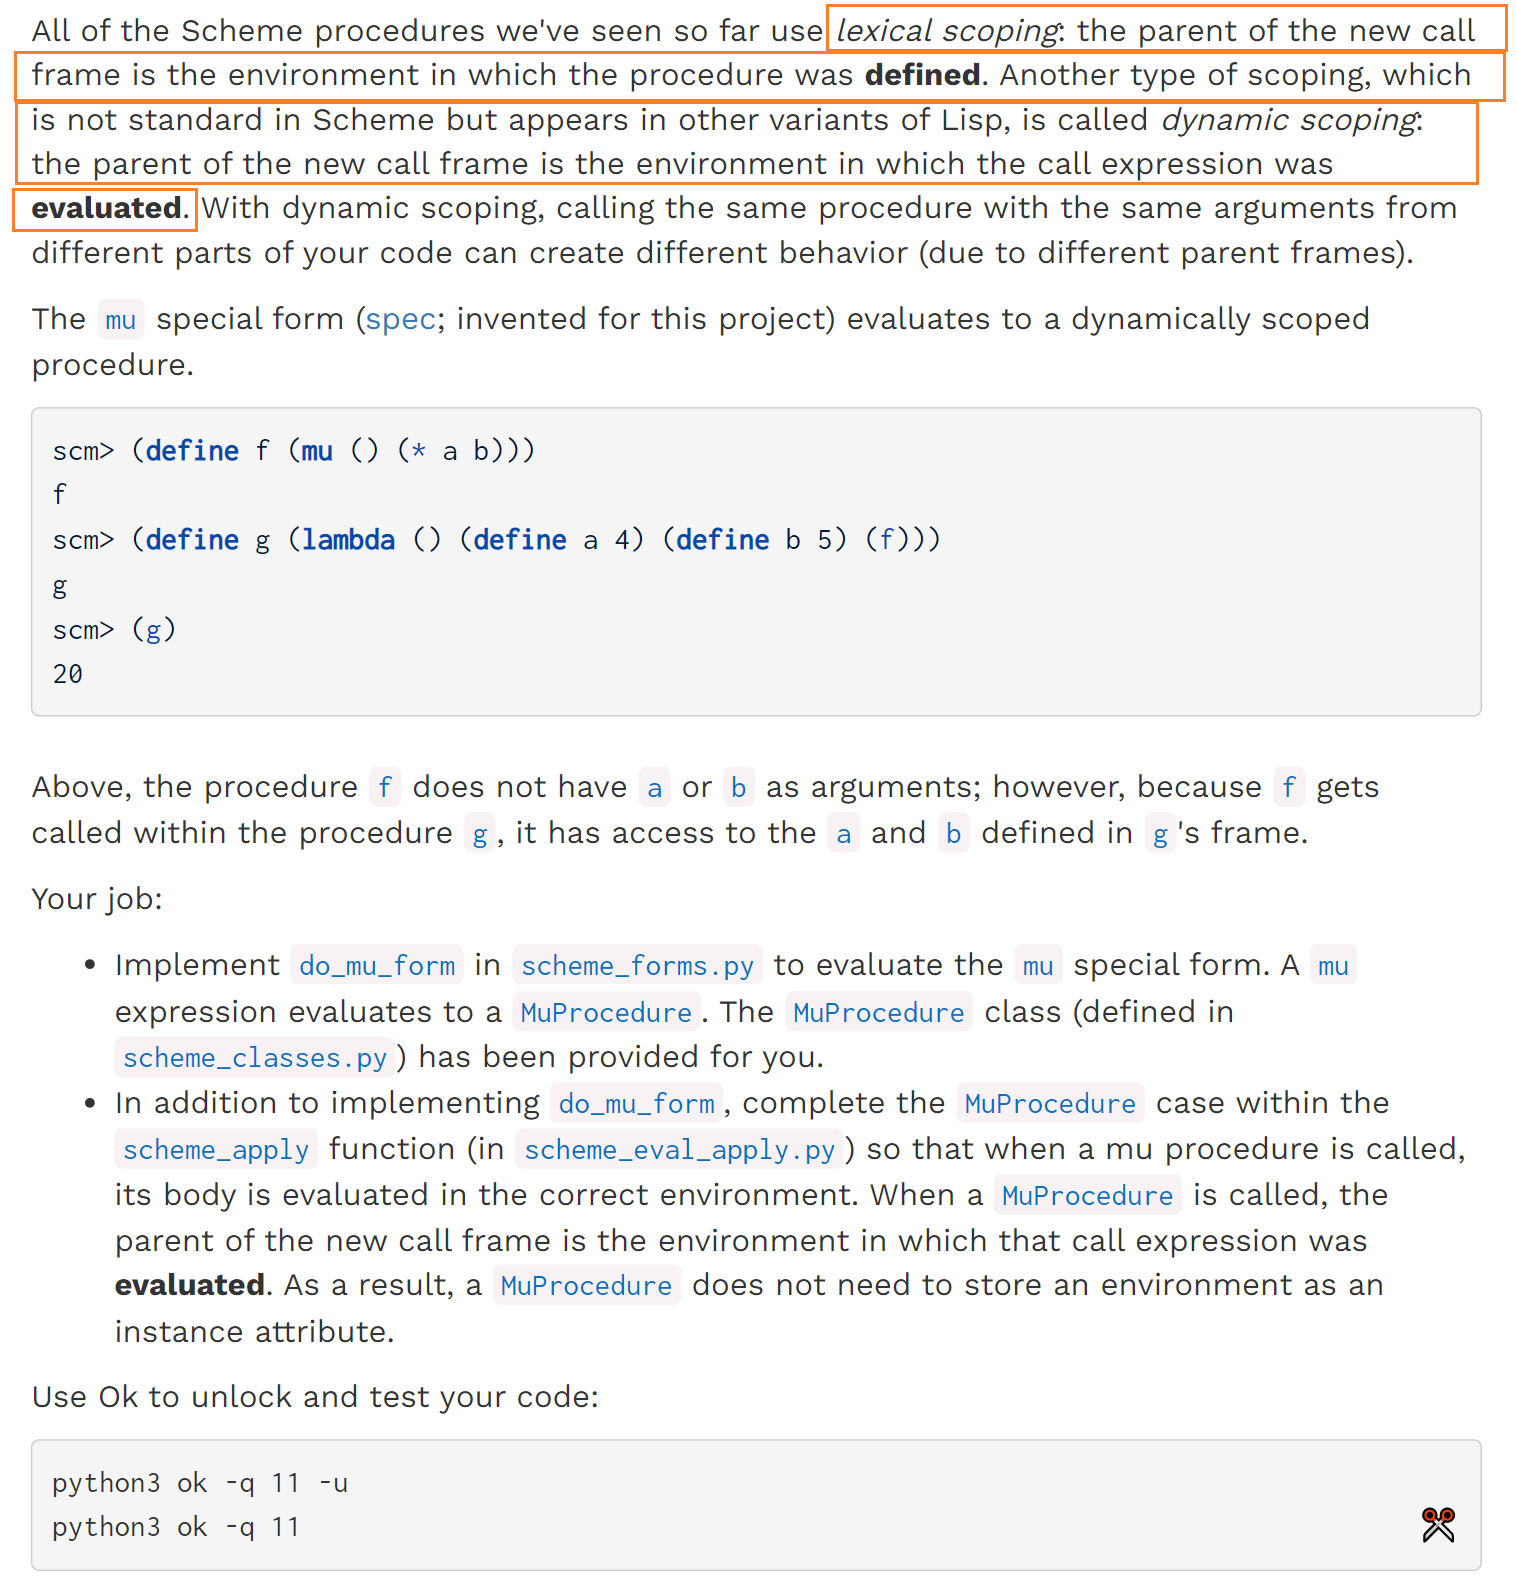 All of the Scheme procedures we've seen so far use lexical scoping: the parent of the new call
frame is the environment in which the procedure was defined. Another type of scoping, which
is not standard in Scheme but appears in other variants of Lisp, is called dynamic scoping:
the parent of the new call frame is the environment in which the call expression was
evaluated. With dynamic scoping, calling the same procedure with the same arguments from
different parts of your code can create different behavior (due to different parent frames).
The mu special form (spec; invented for this project) evaluates to a dynamically scoped
procedure.
scm> (define f (mu () (* a b)))
f
scm> (define g (lambda () (define a 4) (define b 5) (f)))
g
scm> (g)
20
Above, the procedure f does not have a or b as arguments; however, because f gets
called within the procedure g, it has access to the a and b defined in g's frame.
Your job:
• Implement do_mu_form in scheme_forms.py to evaluate the mu special form. A mu
expression evaluates to a MuProcedure. The MuProcedure class (defined in
scheme_classes.py) has been provided for you.
• In addition to implementing do_mu_form, complete the MuProcedure case within the
scheme_apply function (in scheme_eval_apply.py) so that when a mu procedure is called,
its body is evaluated in the correct environment. When a MuProcedure is called, the
parent of the new call frame is the environment in which that call expression was
evaluated. As a result, a MuProcedure does not need to store an environment as an
instance attribute.
Use Ok to unlock and test your code:
python3 ok -q 11 -u
python3 ok -q 11